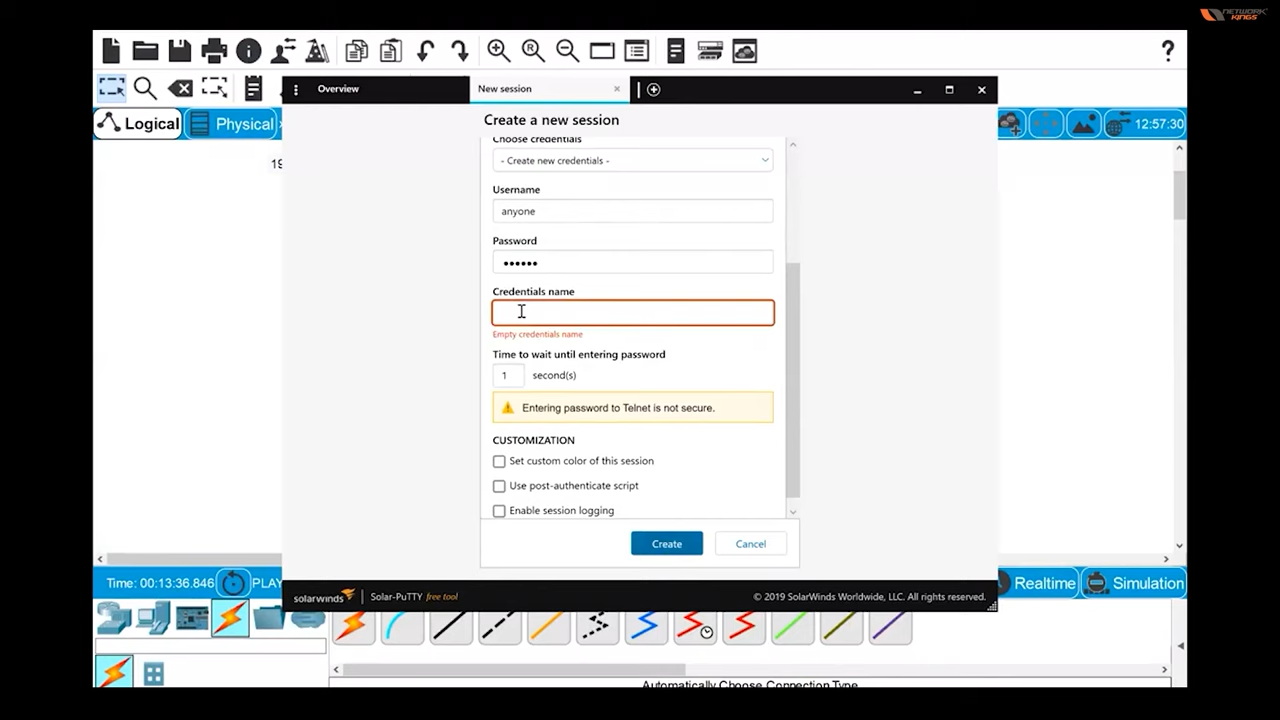 NETWORK
KINGS
R
?
Overview
New session
Create a new session
Logical
Physical
12:57:30
19
Choose credentials
- Create new credentials -
Username
anyone
Password
••••••
Credentials name
Empty credentials name
Time to wait until entering password
1 second(s)
Entering password to Telnet is not secure.
CUSTOMIZATION
Set custom color of this session
Use post-authenticate script
Enable session logging
Create
Cancel
Time: 00:13:36.846
PLAY
Realtime
Simulation
solarwinds
Solar-PuTTY free tool
© 2019 SolarWinds Worldwide, LLC. All rights reserved.
Automatically Choose Connection Type